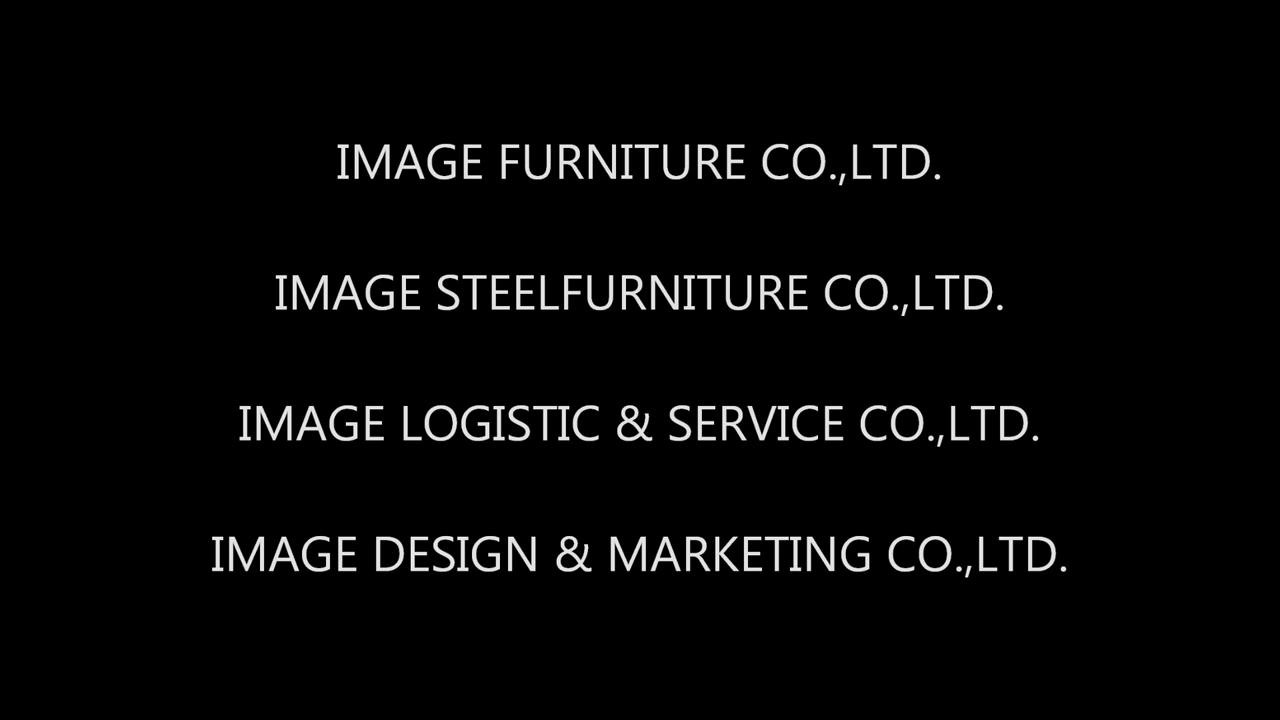 IMAGE FURNITURE CO.,LTD.
IMAGE STEELFURNITURE CO.,LTD.
IMAGE LOGISTIC & SERVICE CO.,LTD.
IMAGE DESIGN & MARKETING CO.,LTD.